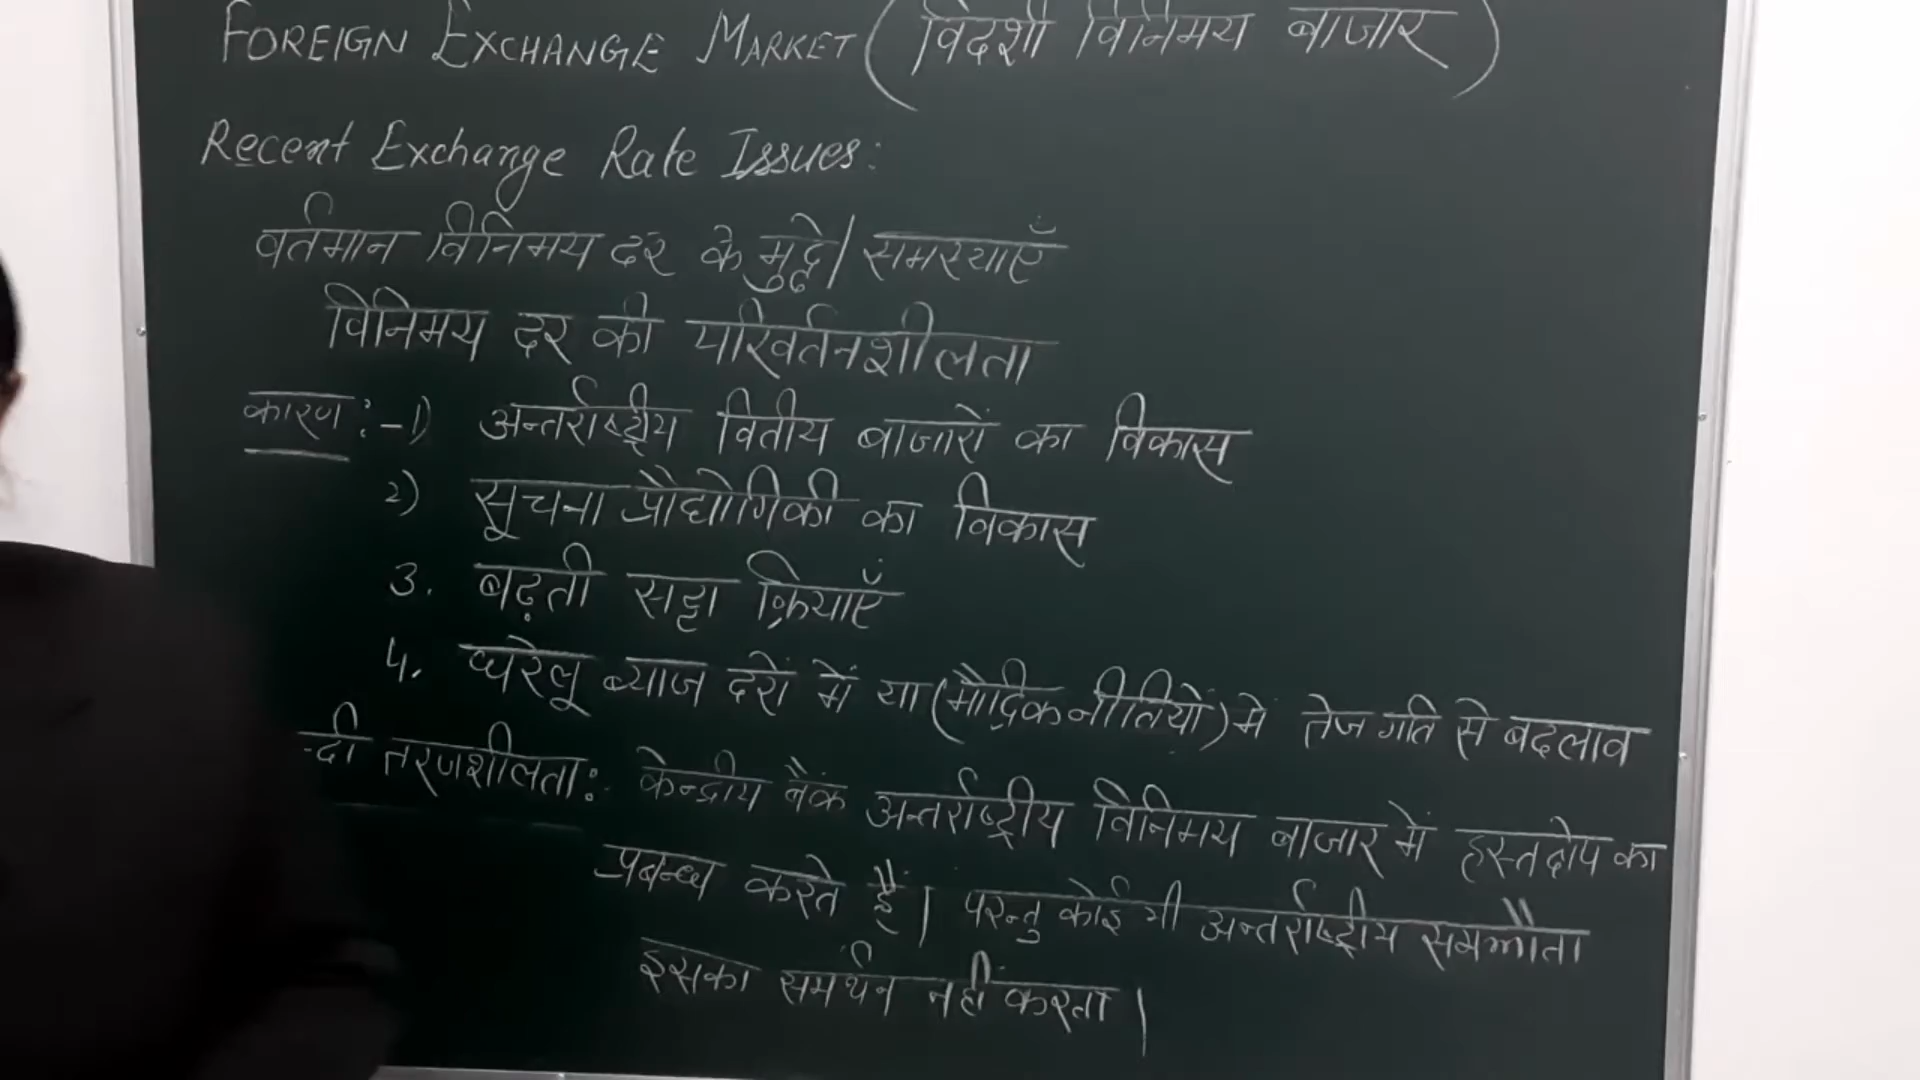 FOREIGN EXCHANGE MARKET (विदेशी विनिमय बाजार)
Recent Exchange Rate Issues:
वर्तमान विनिमय दर के मुद्दे/समस्याएँ
विनिमय दर की परिवर्तनशीलता
कारण :- 1) अन्तर्राष्ट्रीय वितीय बाजारों का विकास
2) सूचना प्रौद्योगिकी का विकास
3. बढ़ती सट्टा क्रियाएँ
4. घरेलू ब्याज दरों में या (मौद्रिक नीतियों) में तेज गति से बदलाव
तरणशीलता: केन्द्रीय बैंक अन्तर्राष्ट्रीय विनिमय बाजार में हस्तक्षेप का
प्रबन्ध करते हैं। परन्तु कोई भी अन्तर्राष्ट्रीय समझौता
इसका समर्थन नहीं करता।